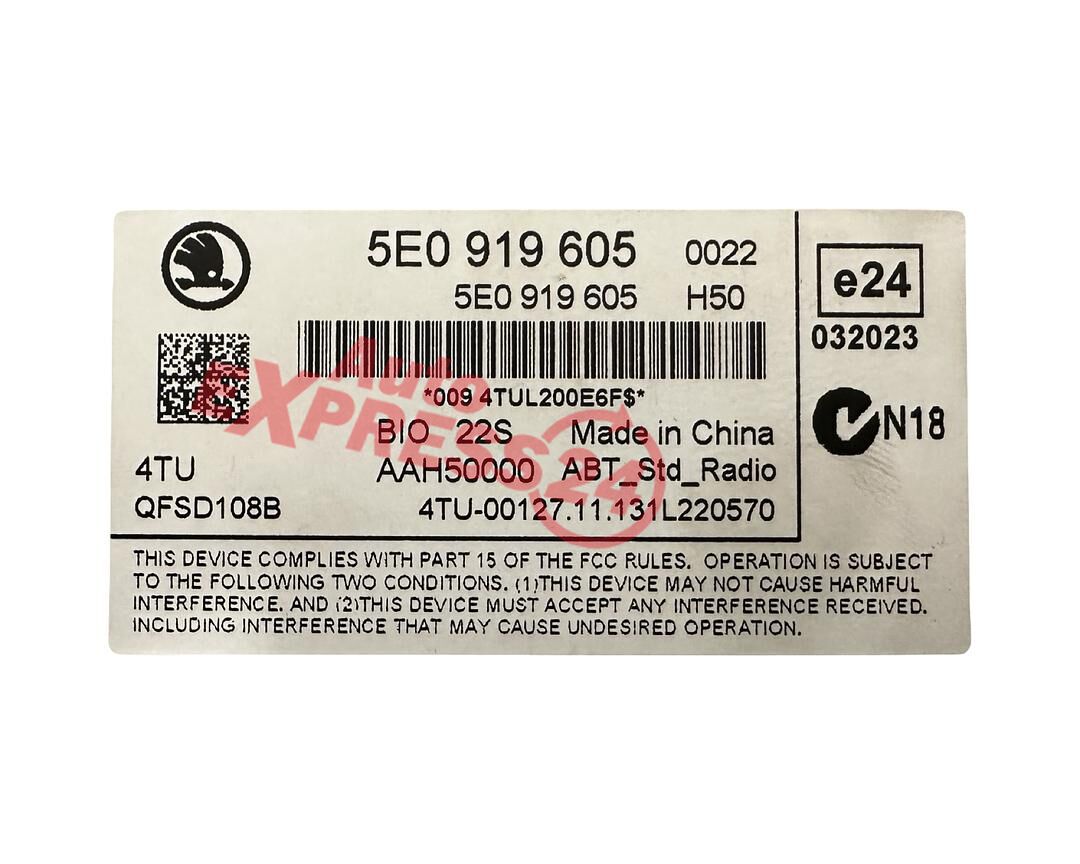 5E0 919 605 0022
5E0 919 605 H50
e24
032023
*009 4TUL200E6F$*
N18
BIO 22S Made in China
4TU AAH50000 ABT_Std_Radio
QFSD108B 4TU-00127.11.131L220570
Auto
EXPRESS24
THIS DEVICE COMPLIES WITH PART 15 OF THE FCC RULES. OPERATION IS SUBJECT
TO THE FOLLOWING TWO CONDITIONS. (1)THIS DEVICE MAY NOT CAUSE HARMFUL
INTERFERENCE. AND (2)THIS DEVICE MUST ACCEPT ANY INTERFERENCE RECEIVED.
INCLUDING INTERFERENCE THAT MAY CAUSE UNDESIRED OPERATION.